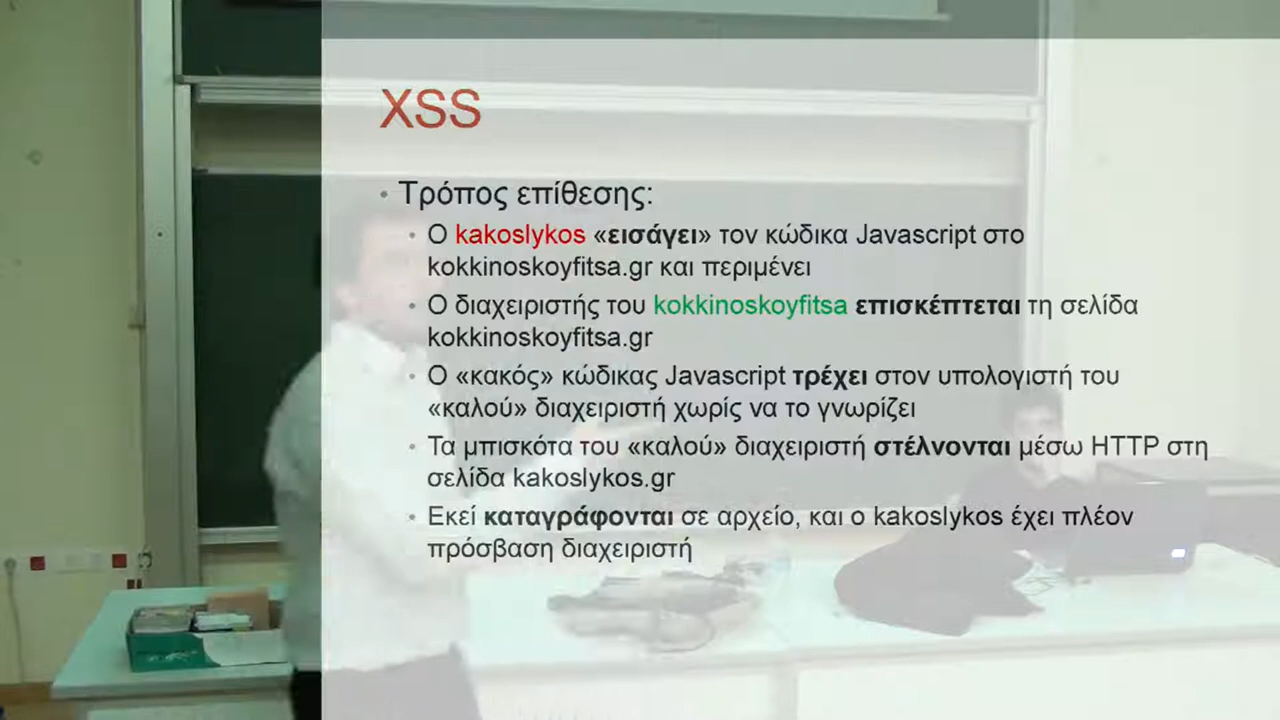 XSS
• Τρόπος επίθεσης:
• Ο kakoslykos «εισάγει» τον κώδικα Javascript στο
kokkinoskoyfitsa.gr και περιμένει
• Ο διαχειριστής του kokkinoskoyfitsa επισκέπτεται τη σελίδα
kokkinoskoyfitsa.gr
• Ο «κακός» κώδικας Javascript τρέχει στον υπολογιστή του
«καλού» διαχειριστή χωρίς να το γνωρίζει
• Τα μπισκότα του «καλού» διαχειριστή στέλνονται μέσω HTTP στη
σελίδα kakoslykos.gr
• Εκεί καταγράφονται σε αρχείο, και ο kakoslykos έχει πλέον
πρόσβαση διαχειριστή